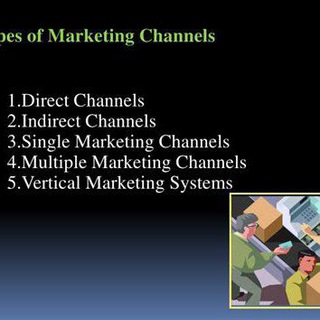 pes of Marketing Channels
1.Direct Channels
2.Indirect Channels
3.Single Marketing Channels
4.Multiple Marketing Channels
5.Vertical Marketing Systems